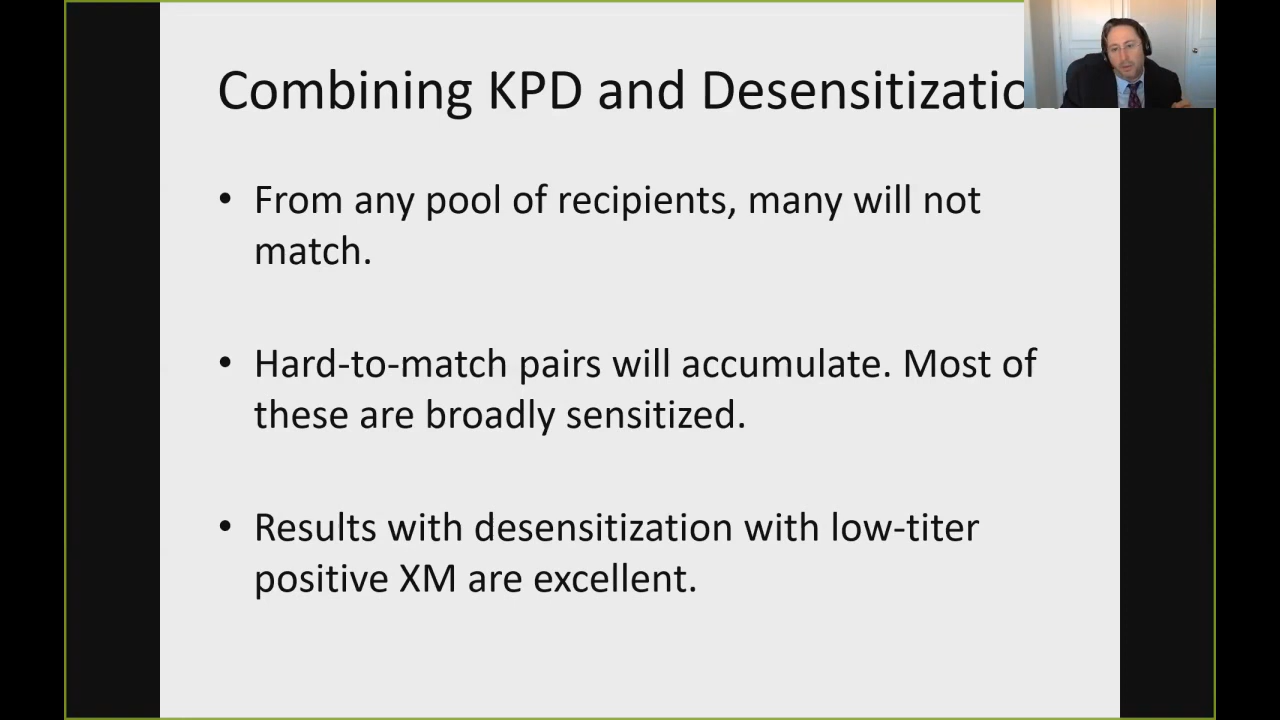 Combining KPD and Desensitizatio
• From any pool of recipients, many will not
match.
• Hard-to-match pairs will accumulate. Most of
these are broadly sensitized.
• Results with desensitization with low-titer
positive XM are excellent.